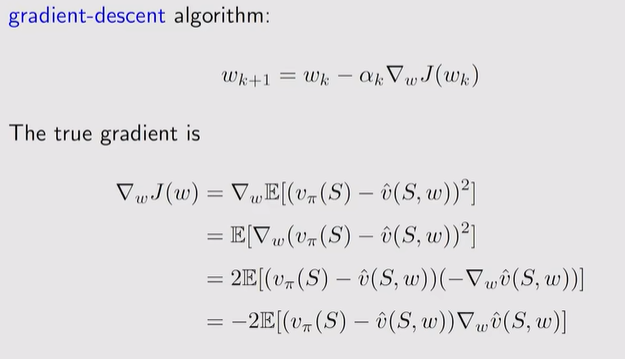 gradient-descent algorithm:
w_{k+1} = w_k − α_k∇_w J(w_k)
The true gradient is
∇_w J(w) = ∇_w 𝔼[(v_π(S) − v̂(S, w))²]
= 𝔼[∇_w(v_π(S) − v̂(S, w))²]
= 2𝔼[(v_π(S) − v̂(S, w))(−∇_w v̂(S, w))]
= −2𝔼[(v_π(S) − v̂(S, w))∇_w v̂(S, w)]